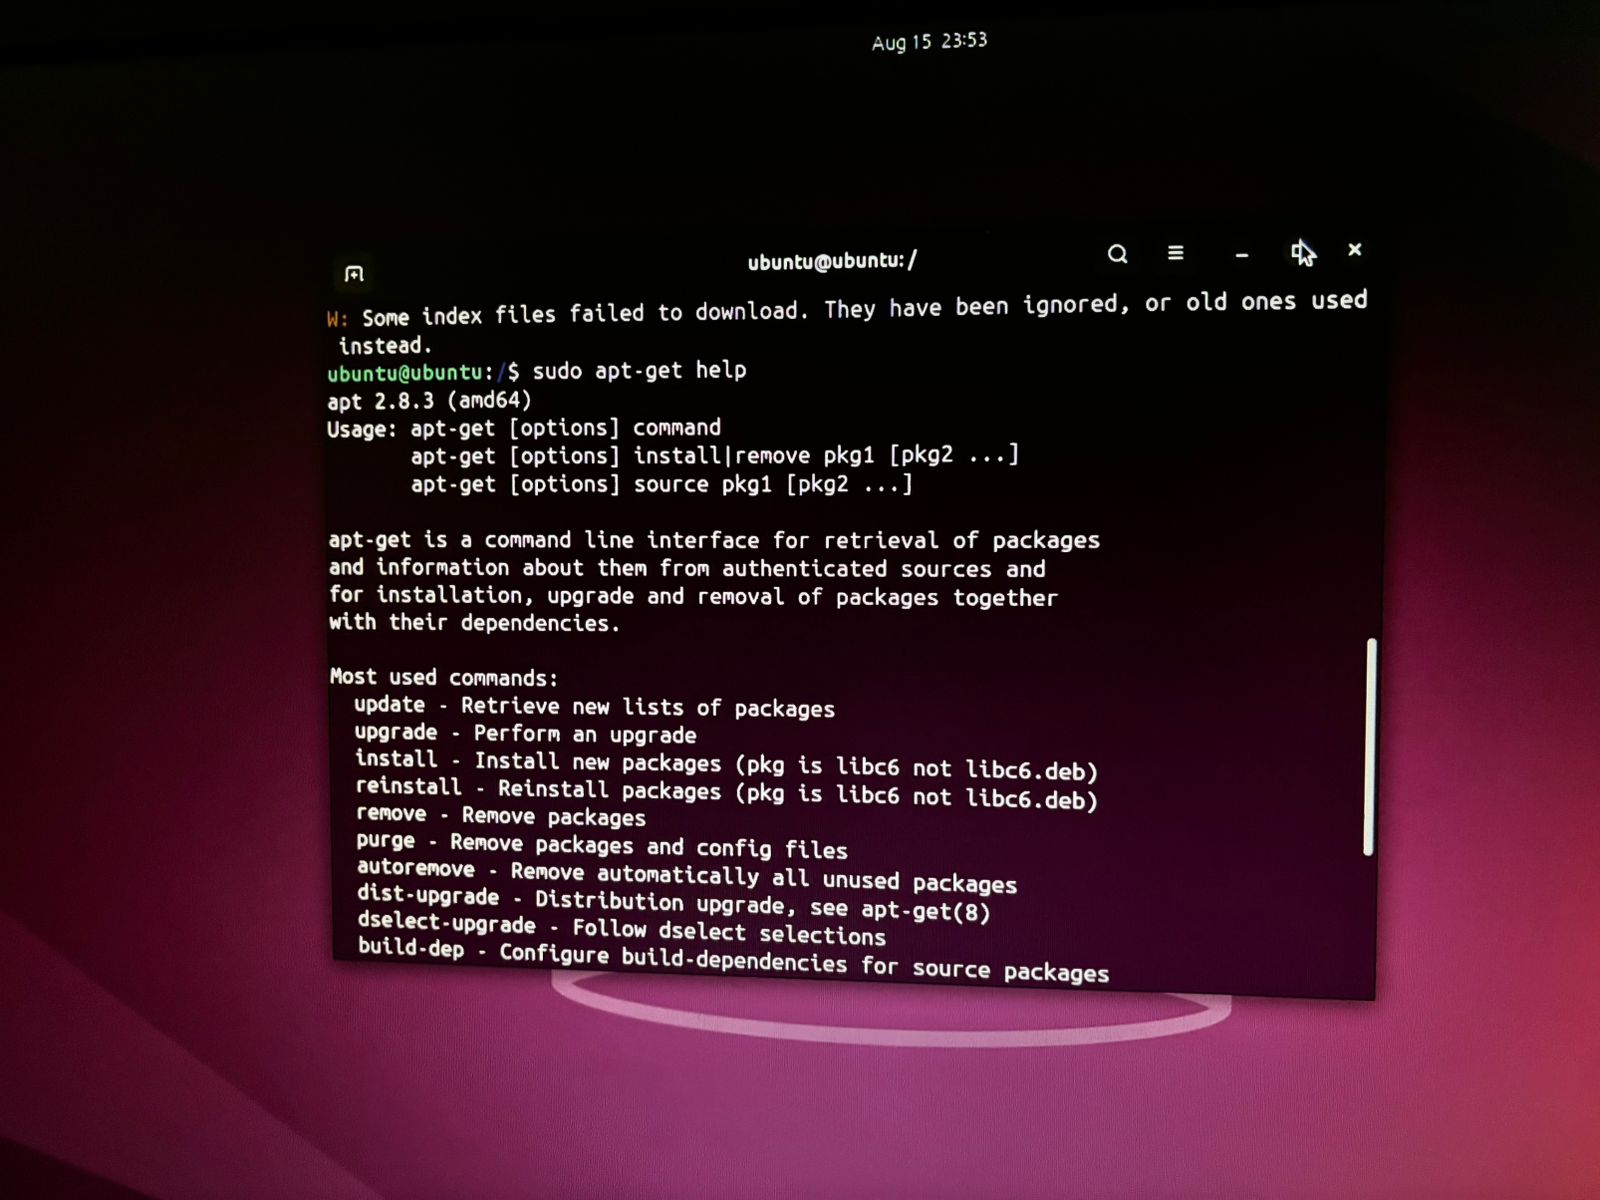 Aug 15 23:53
ubuntu@ubuntu: /
W: Some index files failed to download. They have been ignored, or old ones used
instead.
ubuntu@ubuntu:/$ sudo apt-get help
apt 2.8.3 (amd64)
Usage: apt-get [options] command
apt-get [options] install|remove pkg1 [pkg2 ...]
apt-get [options] source pkg1 [pkg2 ...]
apt-get is a command line interface for retrieval of packages
and information about them from authenticated sources and
for installation, upgrade and removal of packages together
with their dependencies.
Most used commands:
update - Retrieve new lists of packages
upgrade - Perform an upgrade
install - Install new packages (pkg is libc6 not libc6.deb)
reinstall - Reinstall packages (pkg is libc6 not libc6.deb)
remove - Remove packages
purge - Remove packages and config files
autoremove - Remove automatically all unused packages
dist-upgrade - Distribution upgrade, see apt-get(8)
dselect-upgrade - Follow dselect selections
build-dep - Configure build-dependencies for source packages